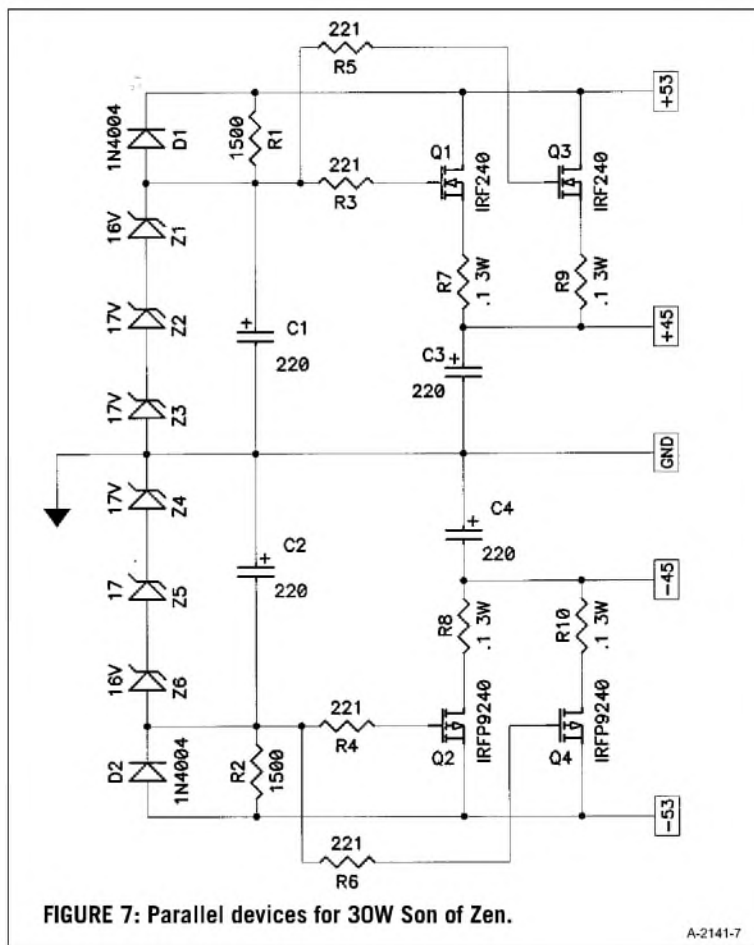 221
R5
+53
1N4004
D1
1500
R1
Q1
Q3
221
R3
IRF240
IRF240
16V
Z1
R7
.1 3W
R9
.1 3W
17V
Z2
C1
220
+45
C3
220
17V
Z3
GND
17V
Z4
C4
220
C2
220
-45
17
Z5
R8
.1 3W
R10
.1 3W
16V
Z6
221
R4
Q2
IRFP9240
Q4
IRFP9240
D2
1N4004
R2
1500
-53
221
R6
FIGURE 7: Parallel devices for 30W Son of Zen.
A-2141-7